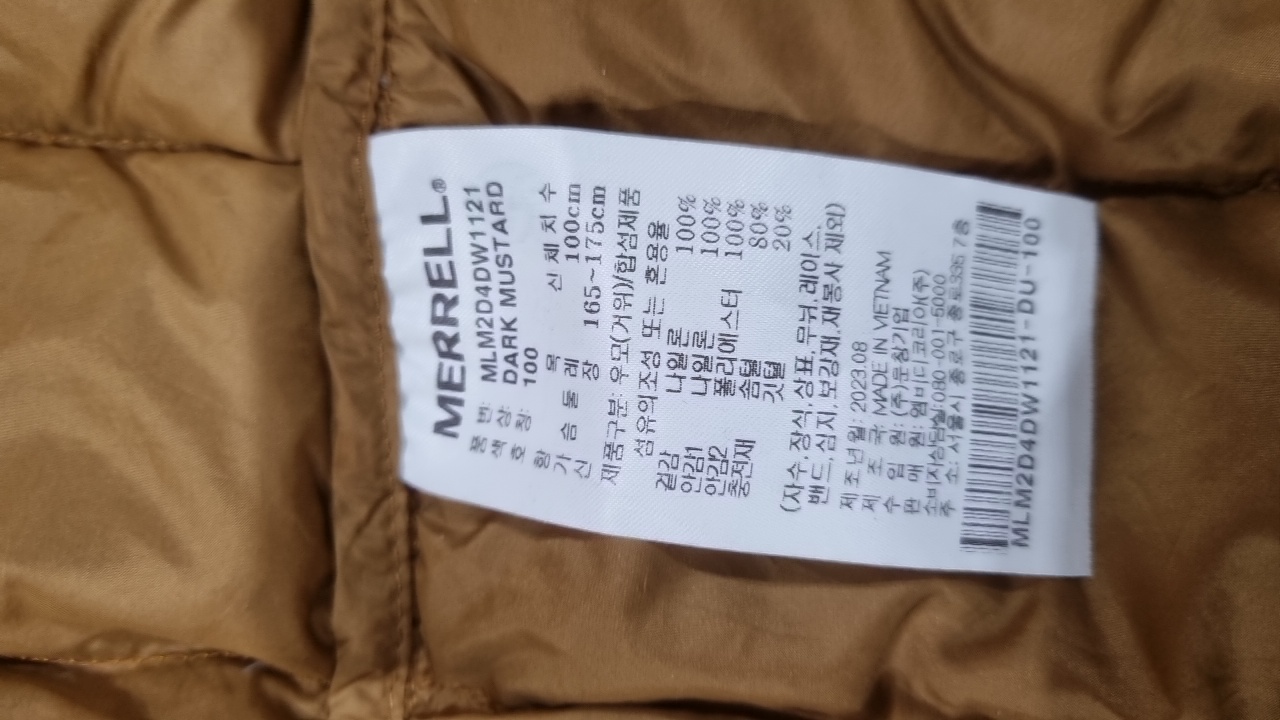 MERRELL®
품 번: MLM2D4DW1121
색 상: DARK MUSTARD
호 칭: 100
항 목 신 체 치 수
가 슴 둘 레 100cm
신 장 165~175cm
제품구분: 우모(거위)/합섬제품
섬유의 조성 또는 혼용율
겉감 나일론 100%
안감1 나일론 100%
안감2 폴리에스터 100%
충전재 솜털 80%
깃털 20%
(자수, 장식, 상표, 무늬, 레이스,
밴드, 심지, 보강재, 재봉사 제외)
제 조 년 월: 2023.08
제 조 국: MADE IN VIETNAM
수 입 원: (주)문창기업
판 매 원: 엠비디코리아(주)
소비자상담실:080-001-5000
주 소: 서울시 종로구 종로33길
MLM2D4DW1121-DU-100